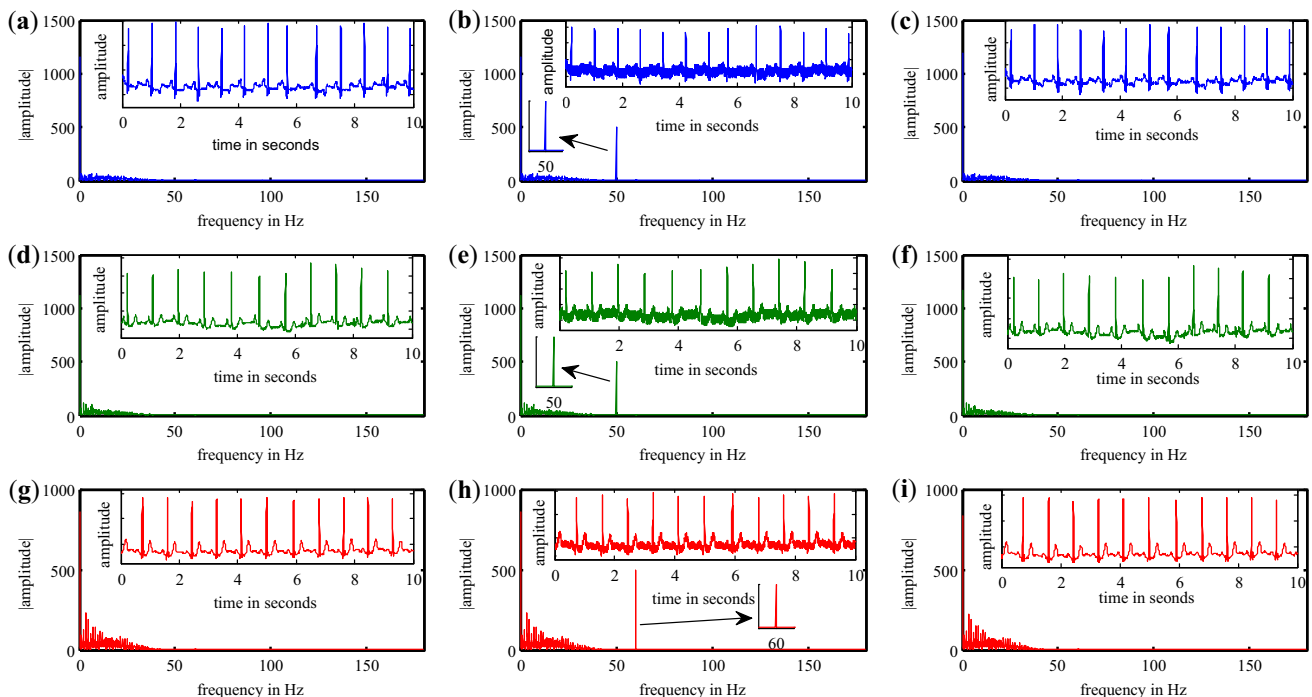 (a) (b) (c)
1500 1500 1500
amplitude amplitude amplitude
|amplitude| |amplitude| |amplitude|
1000 1000 1000
0 2 4 6 8 10 0 2 4 6 8 10 0 2 4 6 8 10
time in seconds time in seconds time in seconds
500 500 500
50
0 0 0
50 100 150 50 100 150 50 100 150
frequency in Hz frequency in Hz frequency in Hz
(d) (e) (f)
1500 1500 1500
amplitude amplitude amplitude
|amplitude| |amplitude| |amplitude|
1000 1000 1000
0 2 4 6 8 10 2 4 6 8 10 0 2 4 6 8 10
time in seconds time in seconds time in seconds
500 500 500
50
0 0 0
0 50 100 150 0 50 100 150 0 50 100 150
frequency in Hz frequency in Hz frequency in Hz
(g) (h) (i)
1000 1000 1000
amplitude amplitude amplitude
|amplitude| |amplitude| |amplitude|
0 2 4 6 8 10 0 2 4 6 8 10 0 2 4 6 8 10
500 500 500
time in seconds time in seconds time in seconds
60
0 0 0
0 50 100 150 0 50 100 150 0 50 100 150
frequency in Hz frequency in Hz frequency in Hz